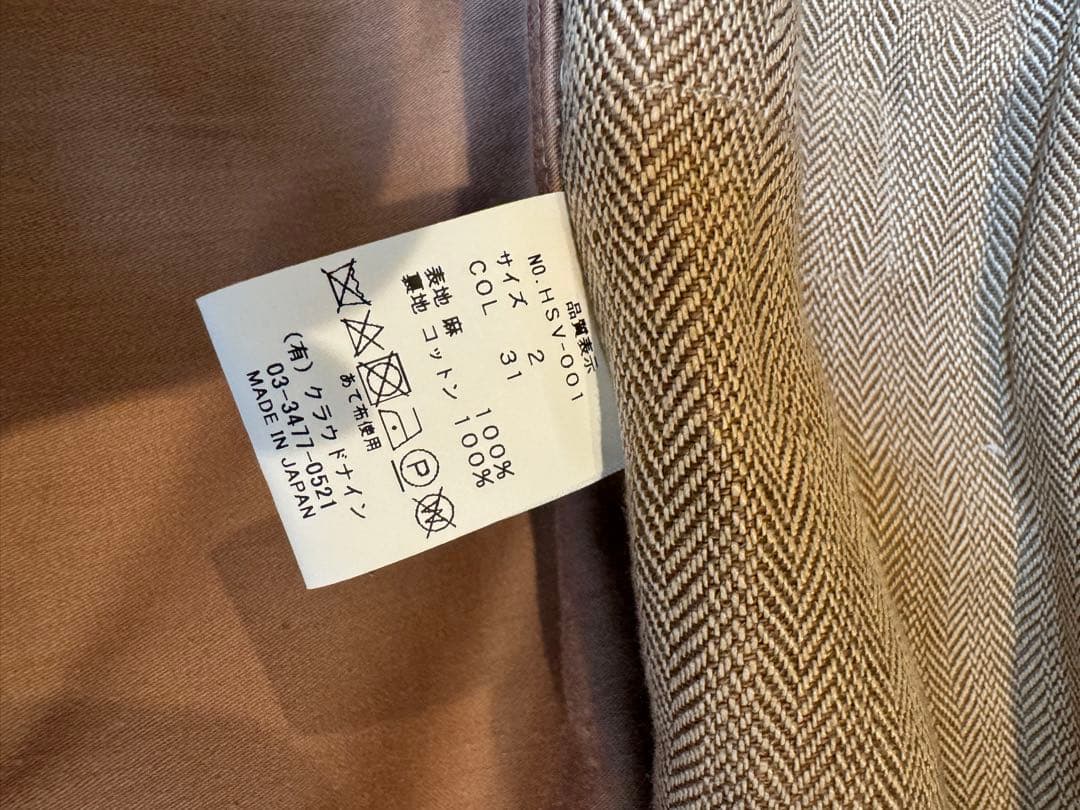 品質表示
NO.HSV-001
サイズ 2
COL 31
表地 麻 100%
裏地 コットン 100%
あて布使用
P
W
(有)クラウドナイン
03-3477-0521
MADE IN JAPAN